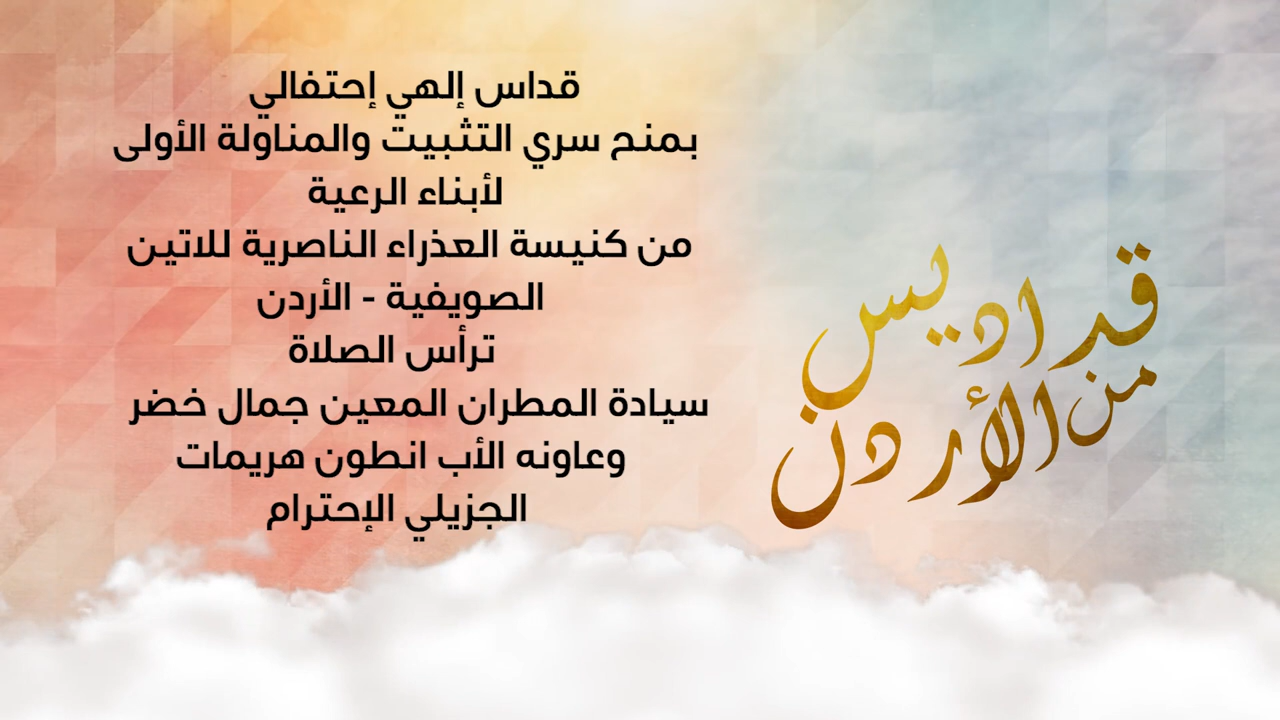 قداس إلهي إحتفالي
بمنح سري التثبيت والمناولة الأولى
لأبناء الرعية
من كنيسة العذراء الناصرية للاتين
الصويفية - الأردن
ترأس الصلاة
سيادة المطران المعين جمال خضر
وعاونه الأب انطون هريمات
الجزيلي الإحترام
قداديس
من الأردن